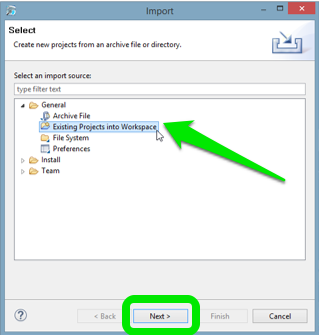 Import
Select
Create new projects from an archive file or directory.
Select an import source:
type filter text
General
Archive File
Existing Projects into Workspace
File System
Preferences
Install
Team
?
< Back
Next >
Finish
Cancel